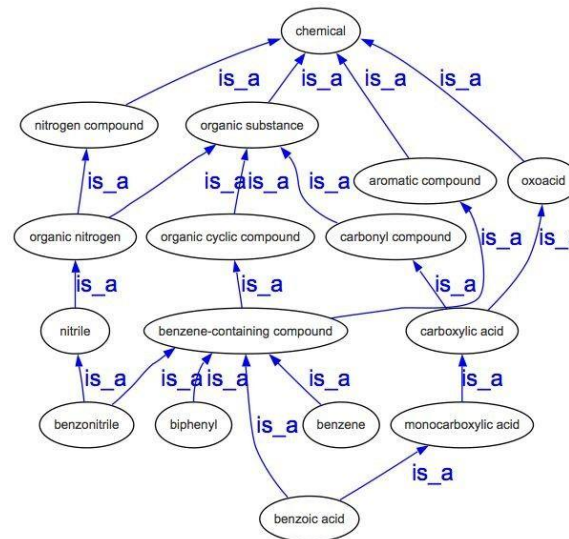 chemical
is_a is_a is_a is_a
nitrogen compound organic substance
aromatic compound oxoacid
is_a is_a is_a is_a
organic nitrogen organic cyclic compound carbonyl compound is_a is_
is_a is_a is_a
nitrile benzene-containing compound carboxylic acid
is_a is_a is_a is_a is_a
benzonitrile biphenyl is_a benzene monocarboxylic acid
is_a
benzoic acid